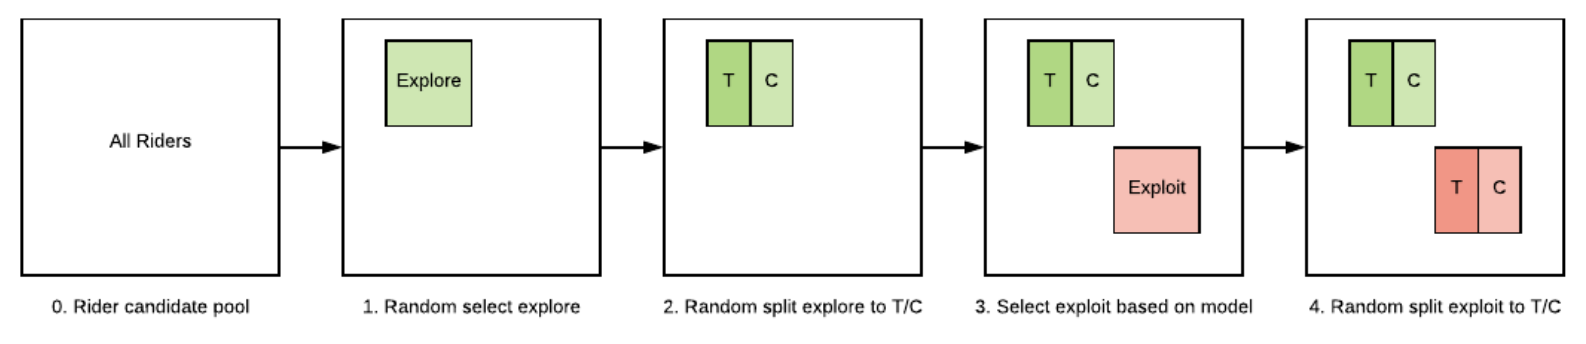 All Riders
0. Rider candidate pool
Explore
1. Random select explore
T C
2. Random split explore to T/C
T C
Exploit
3. Select exploit based on model
T C
T C
4. Random split exploit to T/C